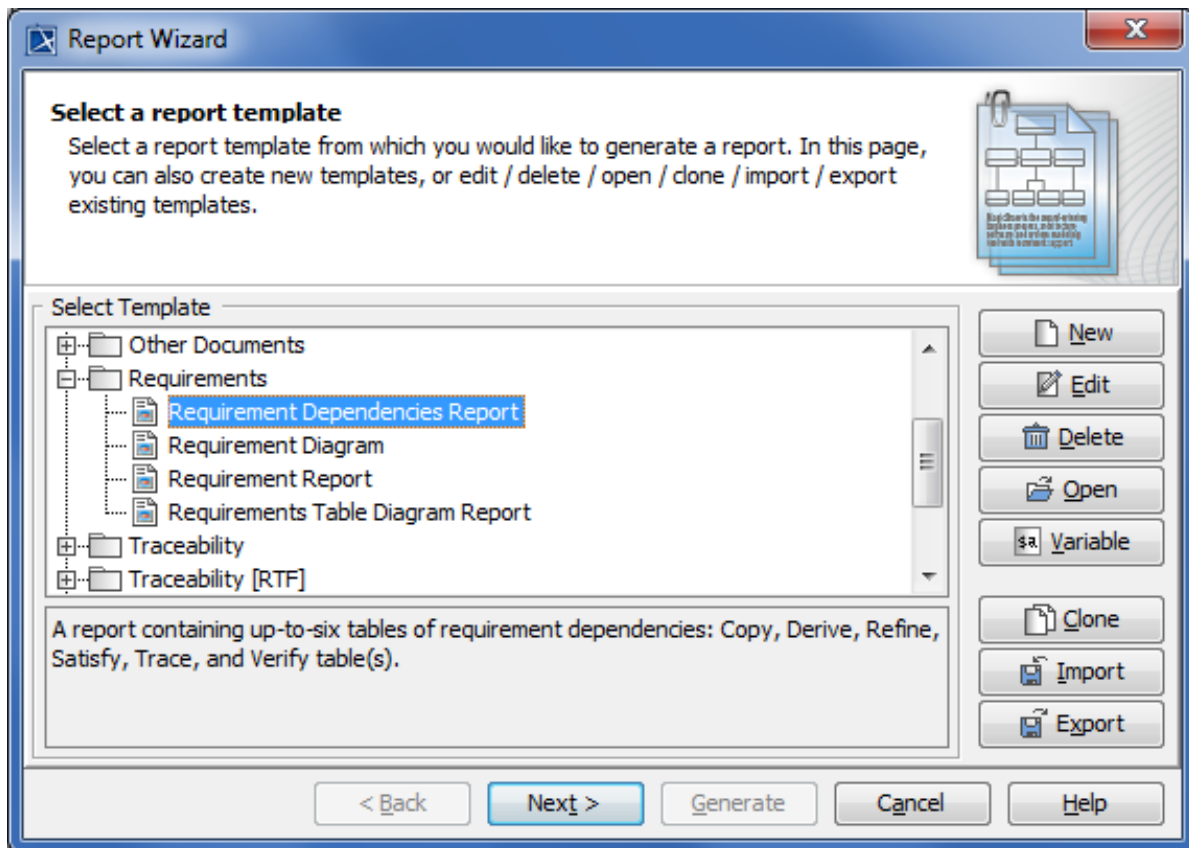 Report Wizard
Select a report template
Select a report template from which you would like to generate a report. In this page,
you can also create new templates, or edit / delete / open / clone / import / export
existing templates.
Select Template
Other Documents
Requirements
Requirement Dependencies Report
Requirement Diagram
Requirement Report
Requirements Table Diagram Report
Traceability
Traceability [RTF]
A report containing up-to-six tables of requirement dependencies: Copy, Derive, Refine,
Satisfy, Trace, and Verify table(s).
New
Edit
Delete
Open
$a Variable
Clone
Import
Export
< Back
Next >
Generate
Cancel
Help